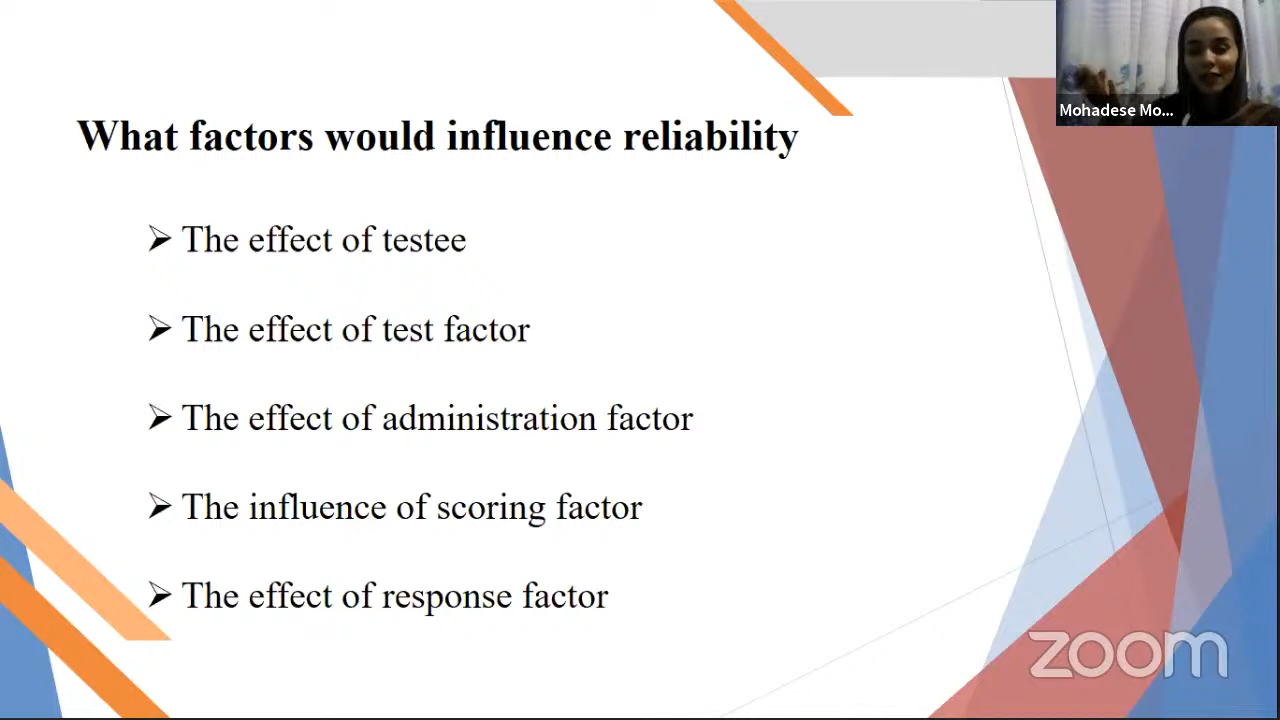 What factors would influence reliability
The effect of testee
The effect of test factor
The effect of administration factor
The influence of scoring factor
The effect of response factor
Mohadese Mo...
zoom